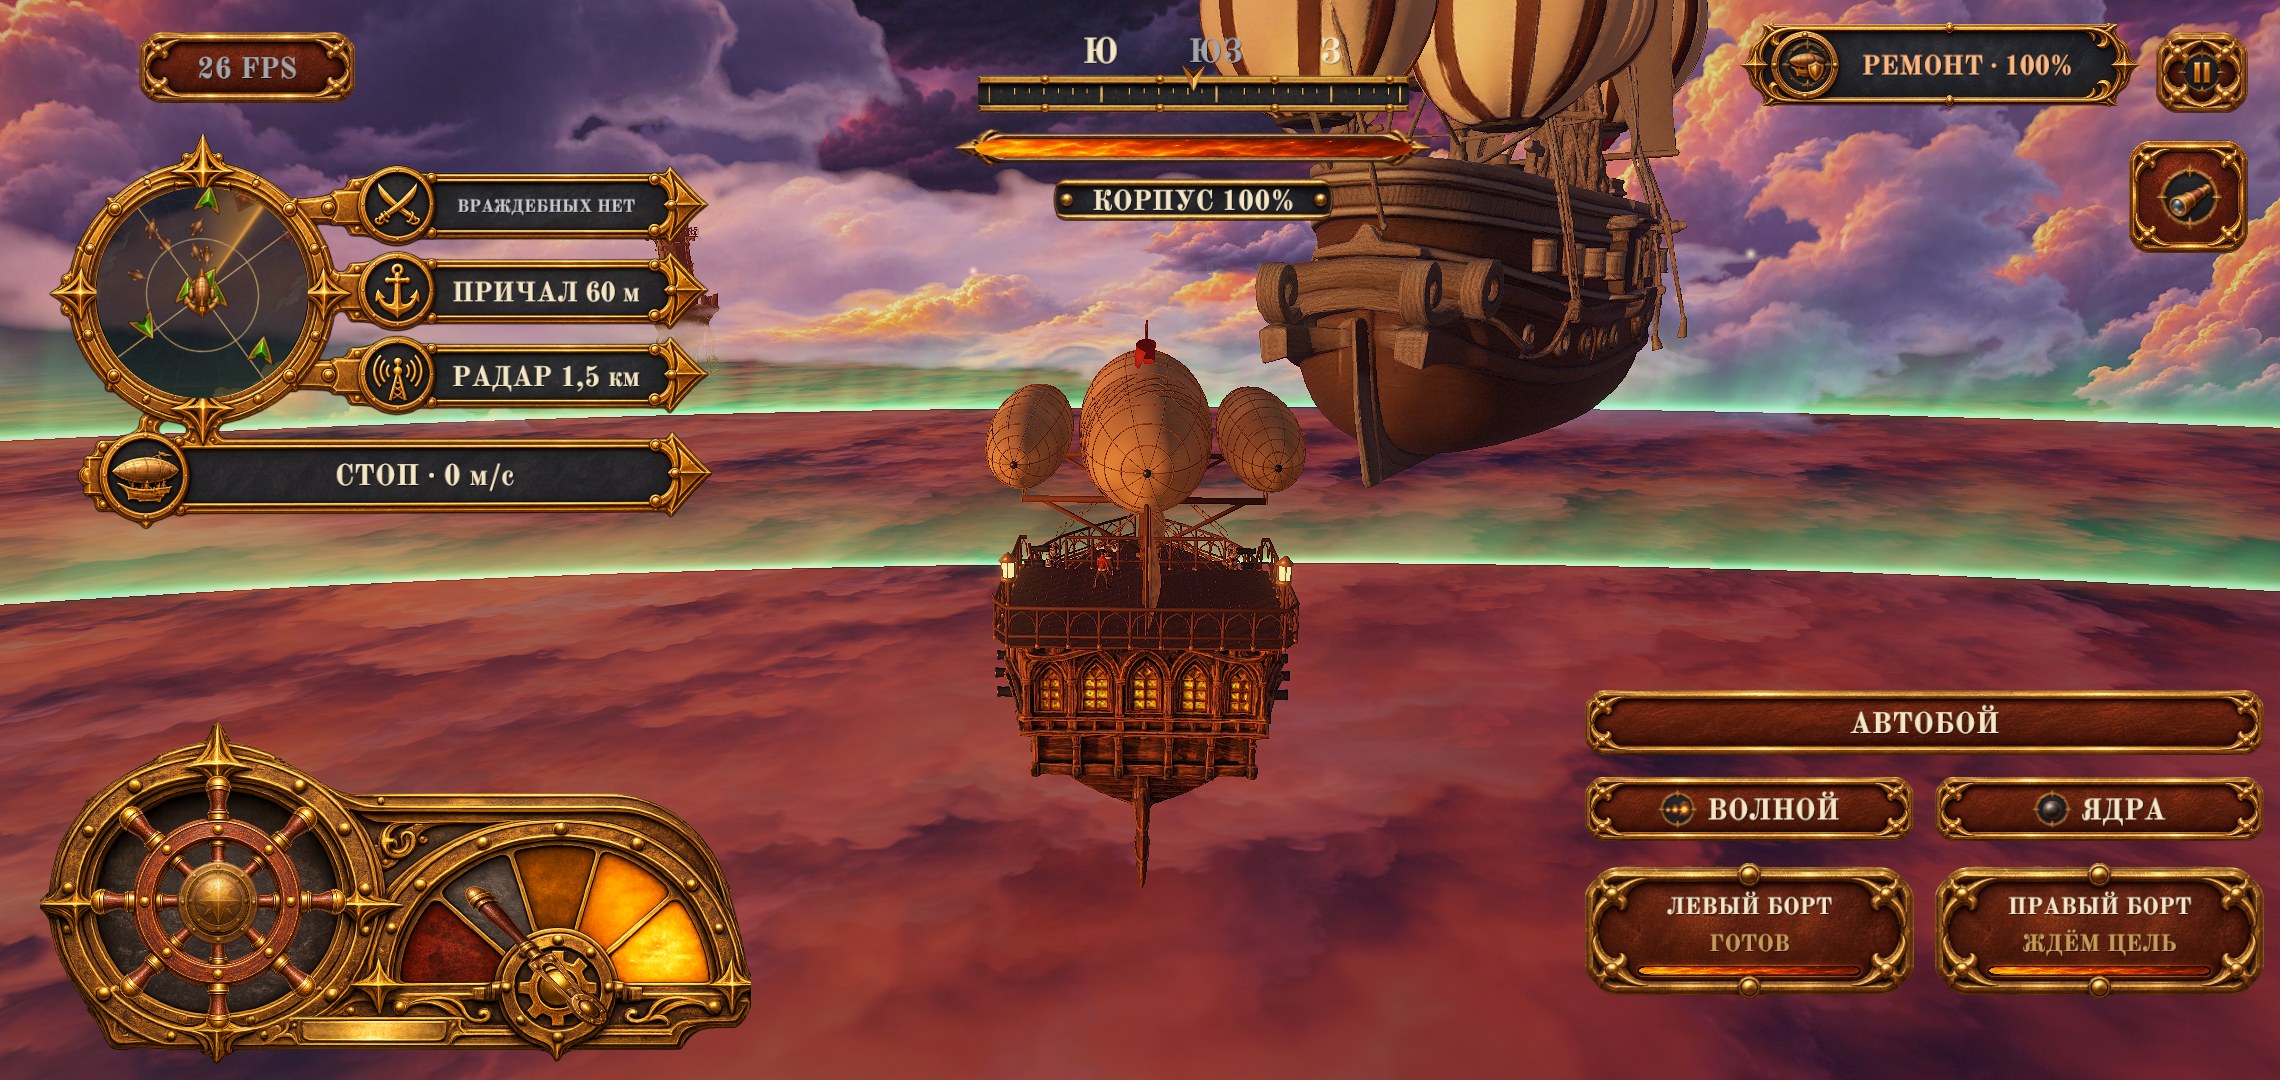 26 FPS
Ю ЮЗ З
РЕМОНТ · 100%
КОРПУС 100%
ВРАЖДЕБНЫХ НЕТ
ПРИЧАЛ 60 м
РАДАР 1,5 км
СТОП · 0 м/с
АВТОБОЙ
ВОЛНОЙ
ЯДРА
ЛЕВЫЙ БОРТ
ГОТОВ
ПРАВЫЙ БОРТ
ЖДЁМ ЦЕЛЬ